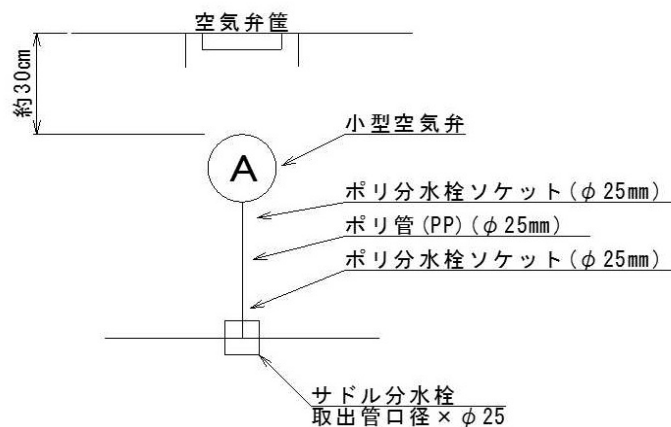 空気弁筐
約30cm
小型空気弁
A
ポリ分水栓ソケット(φ25mm)
ポリ管(PP)(φ25mm)
ポリ分水栓ソケット(φ25mm)
サドル分水栓
取出管口径×φ25